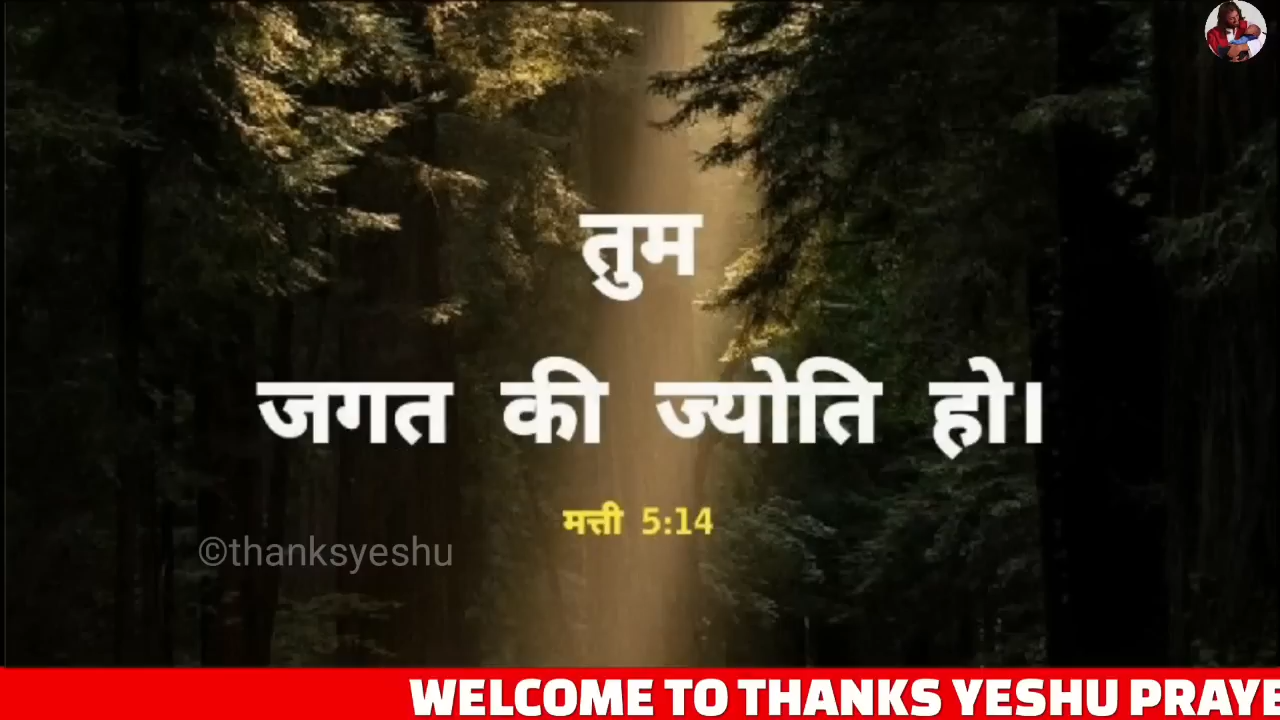 तुम
जगत की ज्योति हो।
मत्ती 5:14
©thanksyeshu
WELCOME TO THANKS YESHU PRAYE